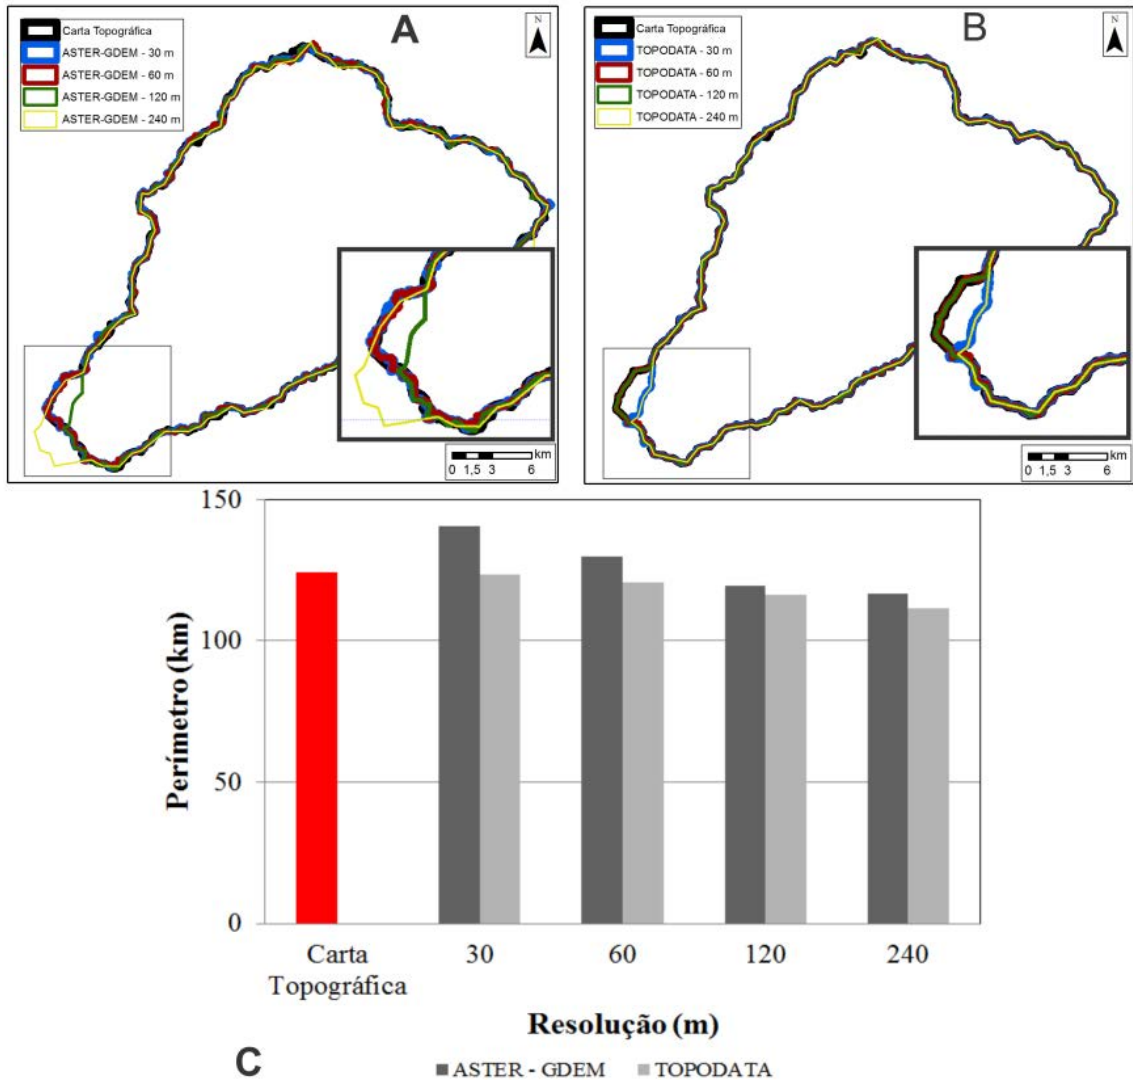 A
N
Carta Topográfica
ASTER-GDEM - 30 m
ASTER-GDEM - 60 m
ASTER-GDEM - 120 m
ASTER-GDEM - 240 m
km
0 1,5 3 6
B
N
Carta Topográfica
TOPODATA - 30 m
TOPODATA - 60 m
TOPODATA - 120 m
TOPODATA - 240 m
km
0 1,5 3 6
Perímetro (km)
150
100
50
0
Carta
Topográfica
30
60
120
240
Resolução (m)
C
ASTER - GDEM
TOPODATA